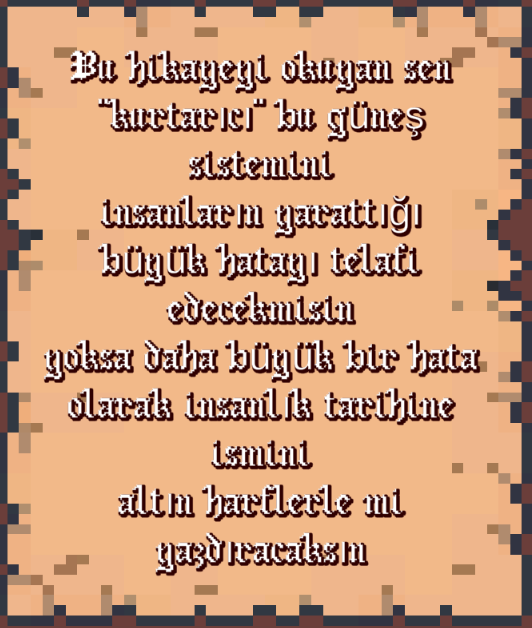 Bu hikayeyi okuyan sen
"kurtarıcı" bu güneş
sistemini
insanların yarattığı
büyük hatayı telafi
edecekmisin
yoksa daha büyük bir hata
olarak insanlık tarihine
ismini
altın harflerle mi
yazdıracaksın